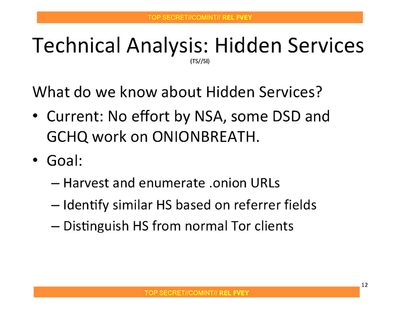 TOP SECRET//COMINT// REL FVEY
Technical Analysis: Hidden Services
(TS//SI)
What do we know about Hidden Services?
• Current: No effort by NSA, some DSD and
GCHQ work on ONIONBREATH.
• Goal:
– Harvest and enumerate .onion URLs
– Identify similar HS based on referrer fields
– Distinguish HS from normal Tor clients
12
TOP SECRET//COMINT// REL FVEY